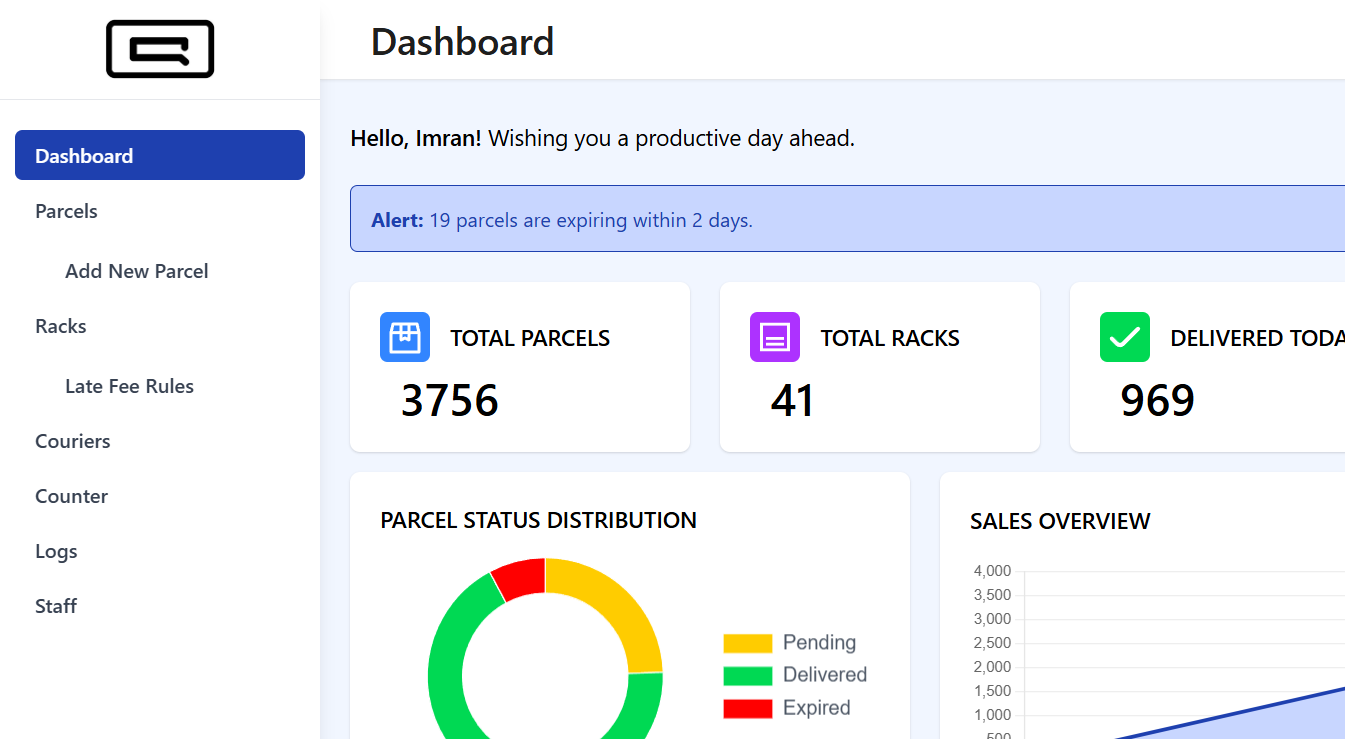 Dashboard
Dashboard
Parcels
Add New Parcel
Racks
Late Fee Rules
Couriers
Counter
Logs
Staff
Hello, Imran! Wishing you a productive day ahead.
Alert: 19 parcels are expiring within 2 days.
TOTAL PARCELS
3756
TOTAL RACKS
41
DELIVERED TODA
969
PARCEL STATUS DISTRIBUTION
Pending
Delivered
Expired
SALES OVERVIEW
4,000
3,500
3,000
2,500
2,000
1,500
1,000
500